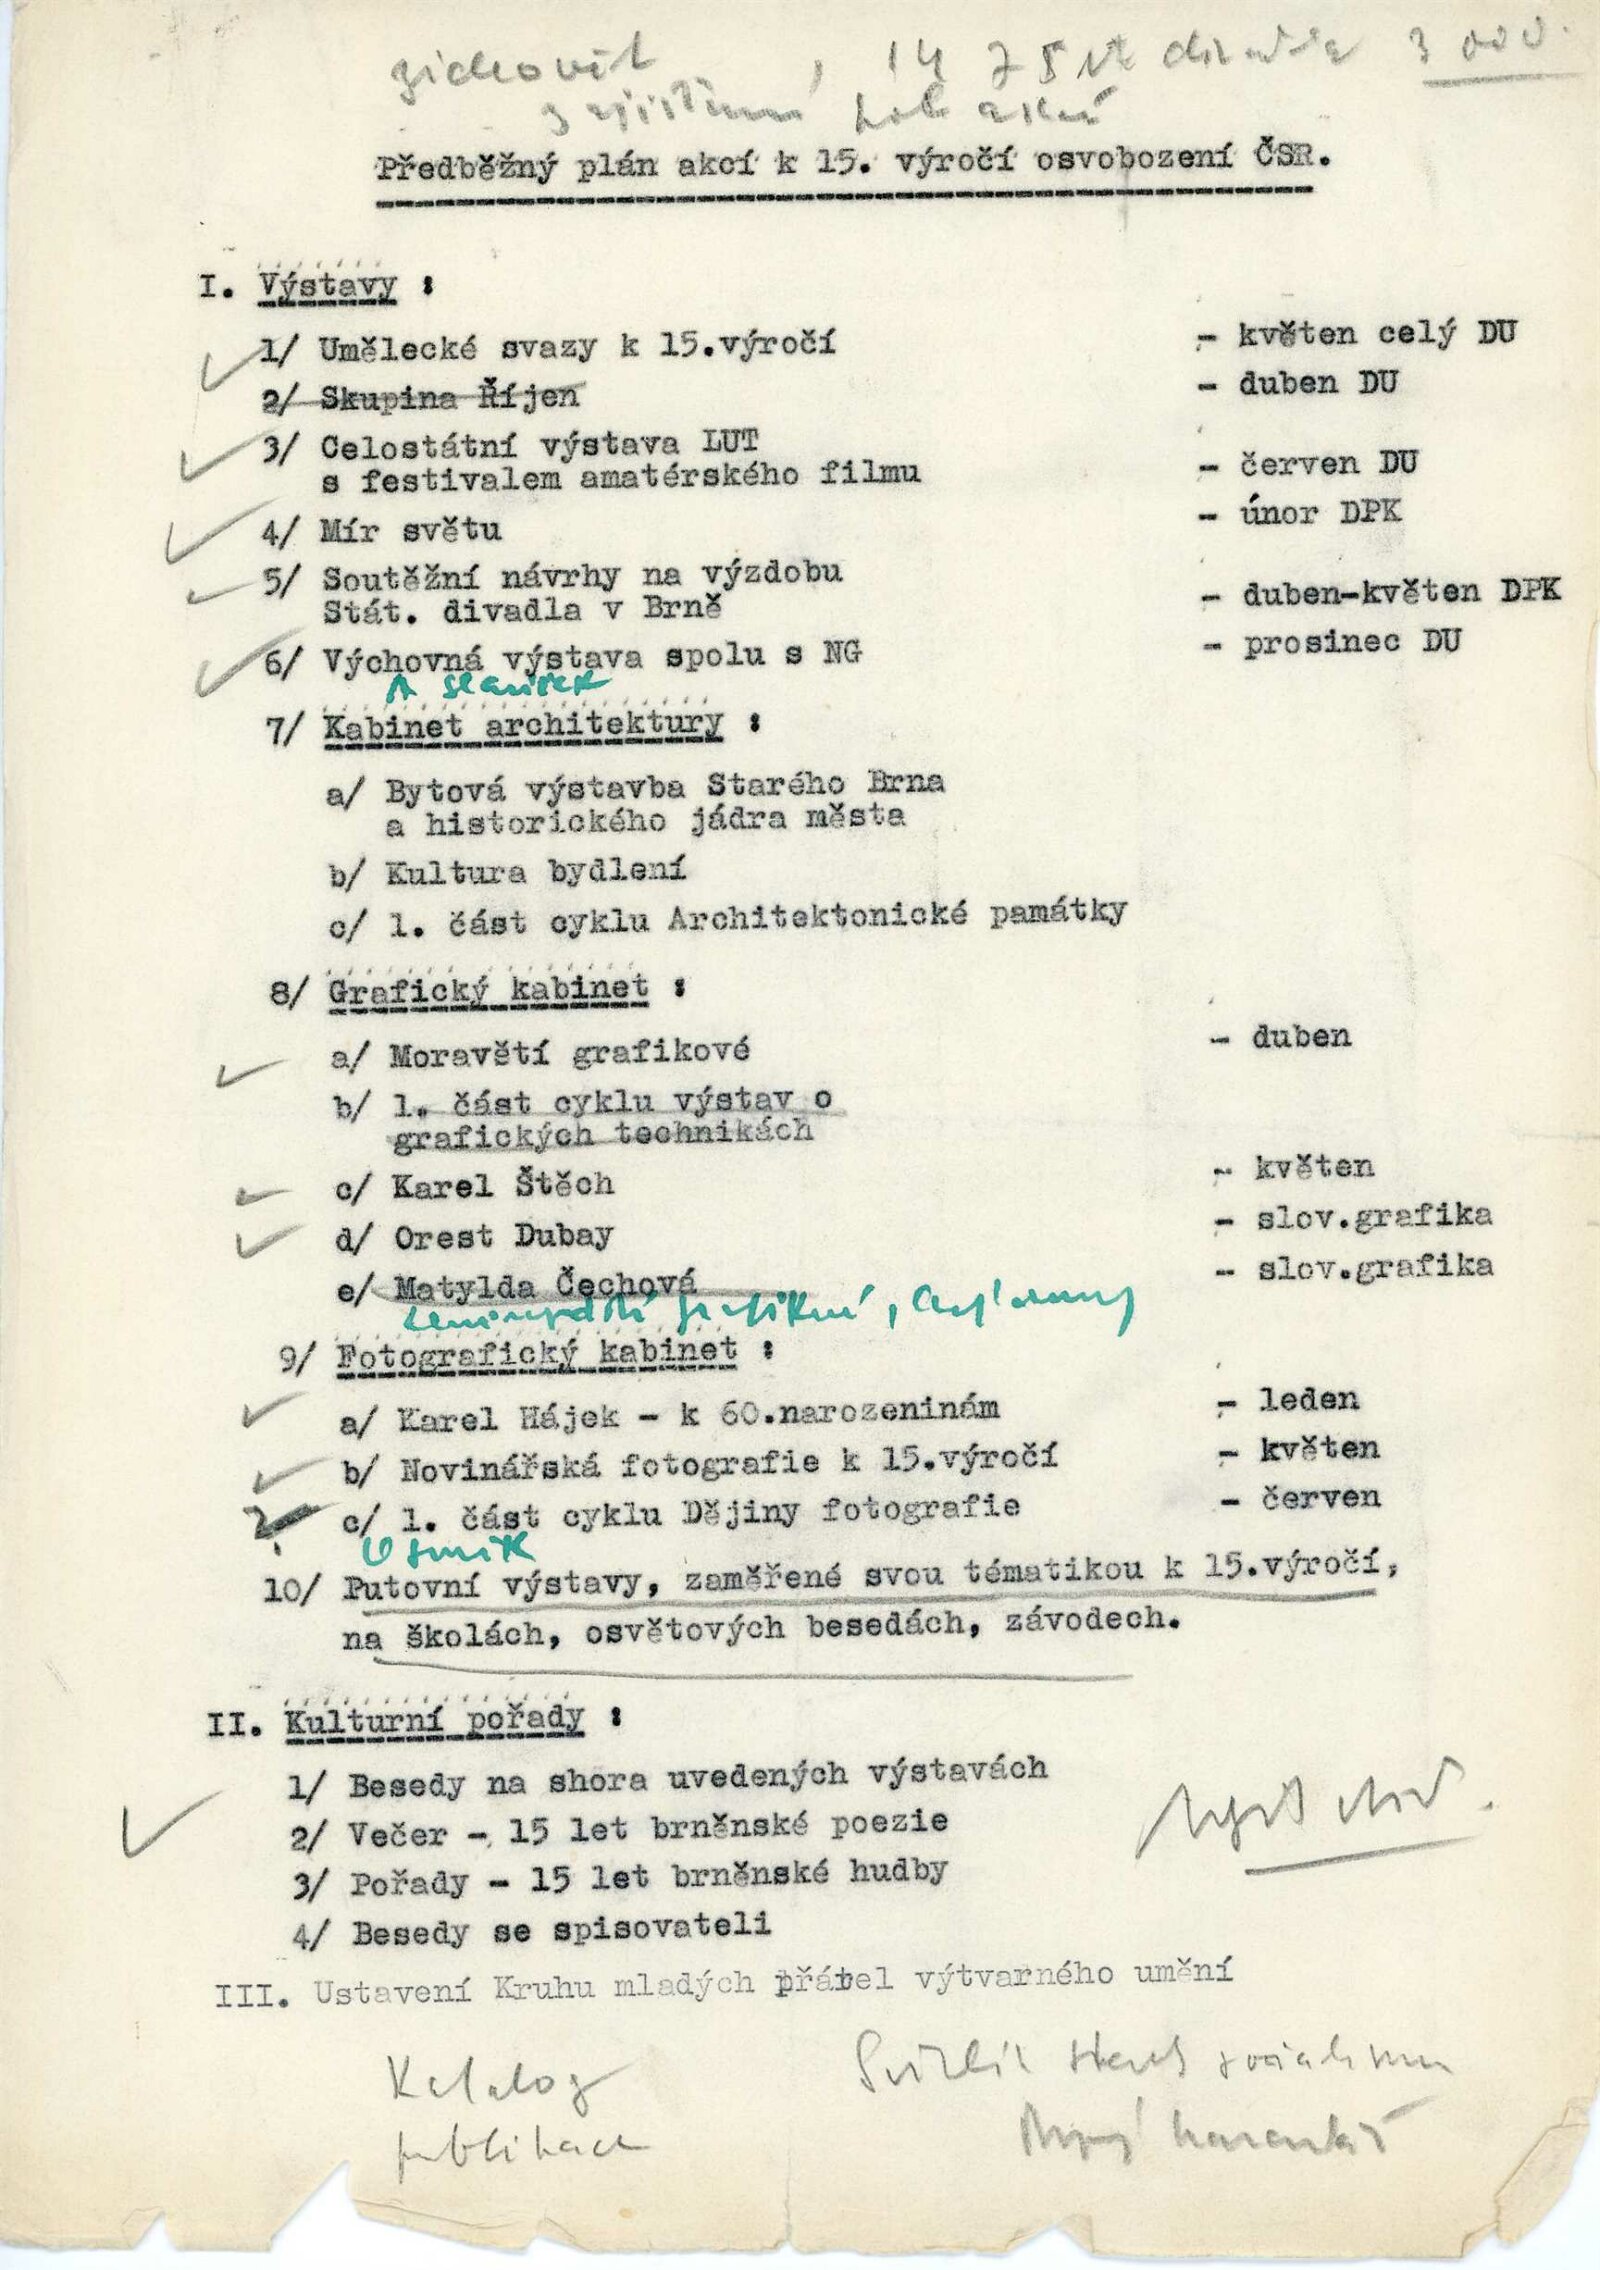 3 000.
Předběžný plán akcí k 15. výročí osvobození ČSR.
I. Výstavy :
1/ Umělecké svazy k 15.výročí - květen celý DU
2/ Skupina Říjen - duben DU
3/ Celostátní výstava LUT
s festivalem amatérského filmu - červen DU
4/ Mír světu - únor DPK
5/ Soutěžní návrhy na výzdobu
Stát. divadla v Brně - duben-květen DPK
6/ Výchovná výstava spolu s NG - prosinec DU
7/ Kabinet architektury :
a/ Bytová výstavba Starého Brna
a historického jádra města
b/ Kultura bydlení
c/ 1. část cyklu Architektonické památky
8/ Grafický kabinet :
a/ Moravětí grafikové - duben
b/ 1. část cyklu výstav o
grafických technikách
c/ Karel Štěch - květen
d/ Orest Dubay - slov.grafika
e/ Matylda Čechová - slov.grafika
9/ Fotografický kabinet :
a/ Karel Hájek - k 60.narozeninám - leden
b/ Novinářská fotografie k 15.výročí - květen
? c/ 1. část cyklu Dějiny fotografie - červen
10/ Putovní výstavy, zaměřené svou tématikou k 15.výročí,
na školách, osvětových besedách, závodech.
II. Kulturní pořady :
1/ Besedy na shora uvedených výstavách
2/ Večer - 15 let brněnské poezie
3/ Pořady - 15 let brněnské hudby
4/ Besedy se spisovateli
III. Ustavení Kruhu mladých přátel výtvarného umění
Katalog
publikace